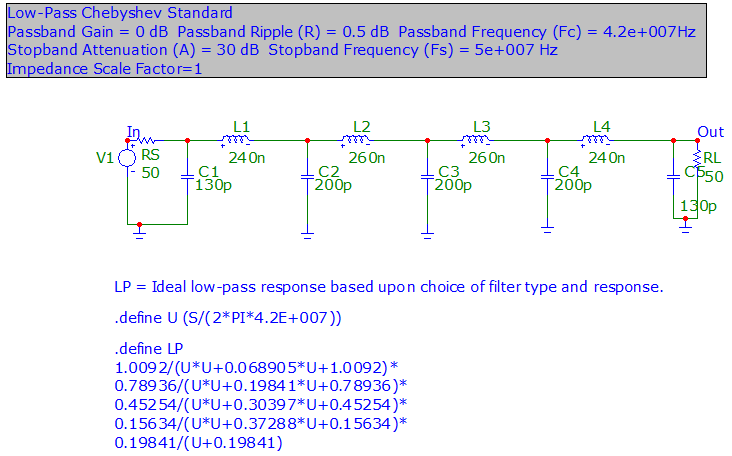 Low-Pass Chebyshev Standard
Passband Gain = 0 dB Passband Ripple (R) = 0.5 dB Passband Frequency (Fc) = 4.2e+007Hz
Stopband Attenuation (A) = 30 dB Stopband Frequency (Fs) = 5e+007 Hz
Impedance Scale Factor=1
In L1 L2 L3 L4 Out
V1 RS 240n 260n 260n 240n RL
50 C1 C2 C3 C4 C5 50
130p 200p 200p 200p
130p
LP = Ideal low-pass response based upon choice of filter type and response.
.define U (S/(2*PI*4.2E+007))
.define LP
1.0092/(U*U+0.068905*U+1.0092)*
0.78936/(U*U+0.19841*U+0.78936)*
0.45254/(U*U+0.30397*U+0.45254)*
0.15634/(U*U+0.37288*U+0.15634)*
0.19841/(U+0.19841)